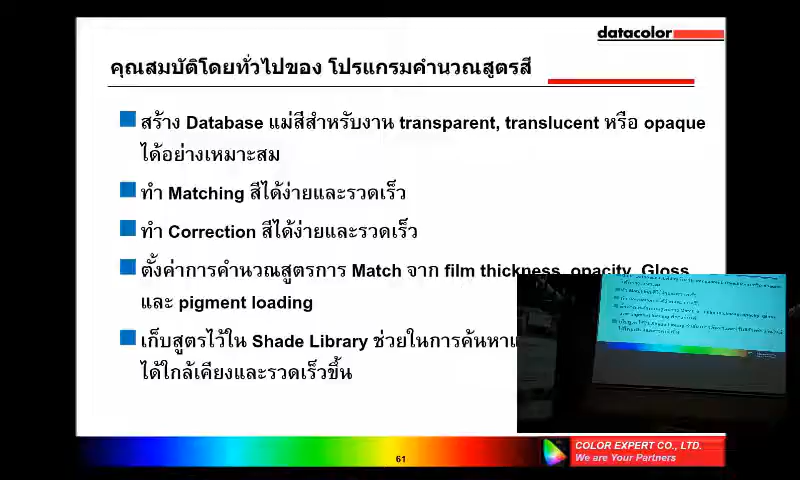 datacolor
คุณสมบัติโดยทั่วไปของ โปรแกรมคำนวณสูตรสี
สร้าง Database แม่สีสำหรับงาน transparent, translucent หรือ opaque
ได้อย่างเหมาะสม
ทำ Matching สีได้ง่ายและรวดเร็ว
ทำ Correction สีได้ง่ายและรวดเร็ว
ตั้งค่าการคำนวณสูตรการ Match จาก film thickness, opacity, Gloss
และ pigment loading
เก็บสูตรไว้ใน Shade Library ช่วยในการค้นหา
ได้ใกล้เคียงและรวดเร็วขึ้น
61
COLOR EXPERT CO., LTD.
We are Your Partners